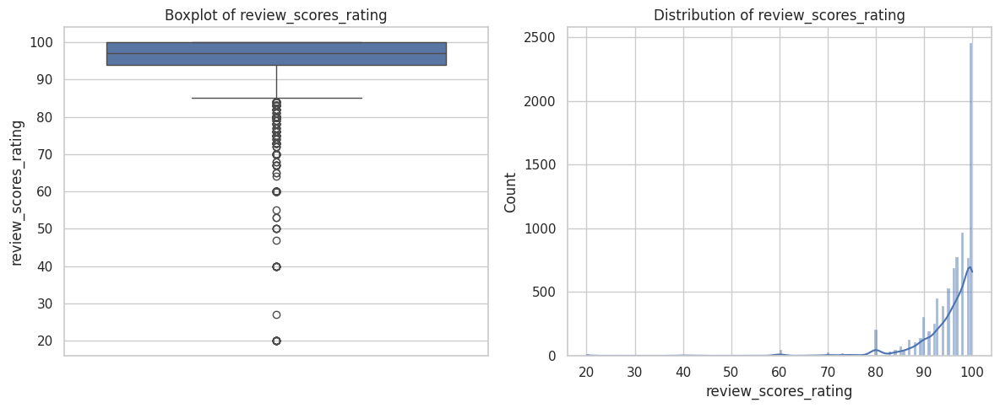 Boxplot of review_scores_rating
review_scores_rating
100
90
80
70
60
50
40
30
20
Distribution of review_scores_rating
Count
2500
2000
1500
1000
500
0
20 30 40 50 60 70 80 90 100
review_scores_rating